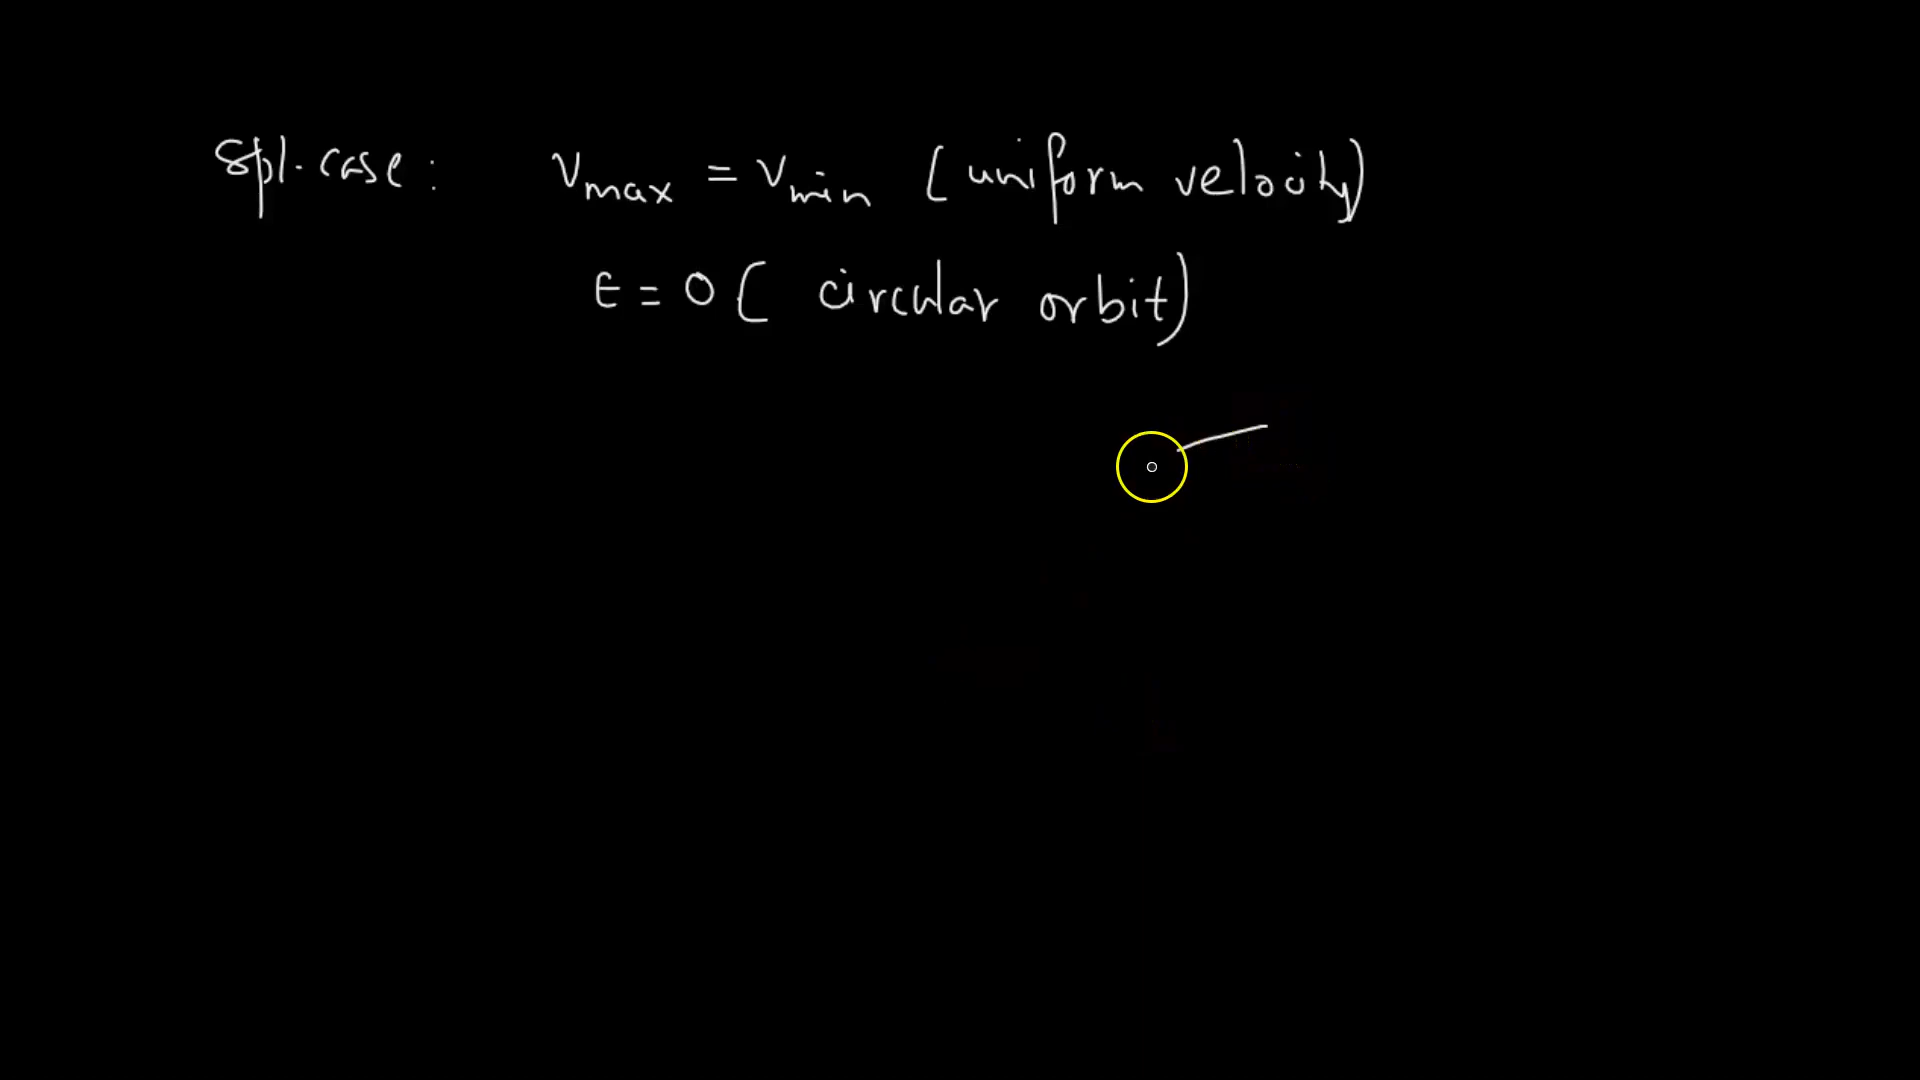 Spl. case: Vmax = Vmin (uniform velocity)
ϵ = 0 ( circular orbit)